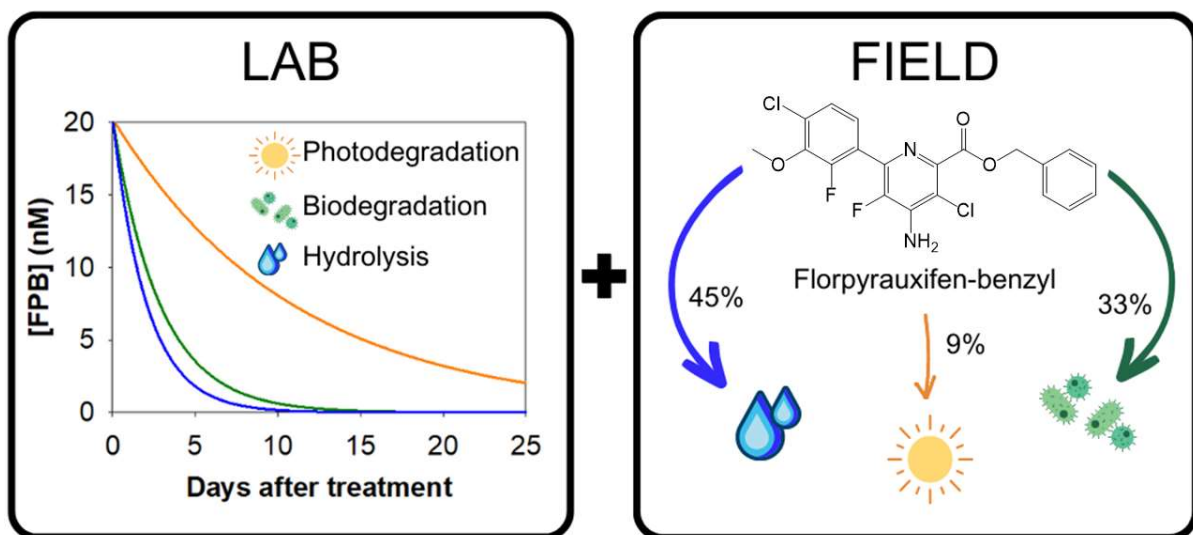 LAB
20
15
10
5
0
[FPB] (nM)
Photodegradation
Biodegradation
Hydrolysis
0 5 10 15 20 25
Days after treatment
+
FIELD
Cl
O
N
O
O
F
F
Cl
NH₂
Florpyrauxifen-benzyl
45%
9%
33%